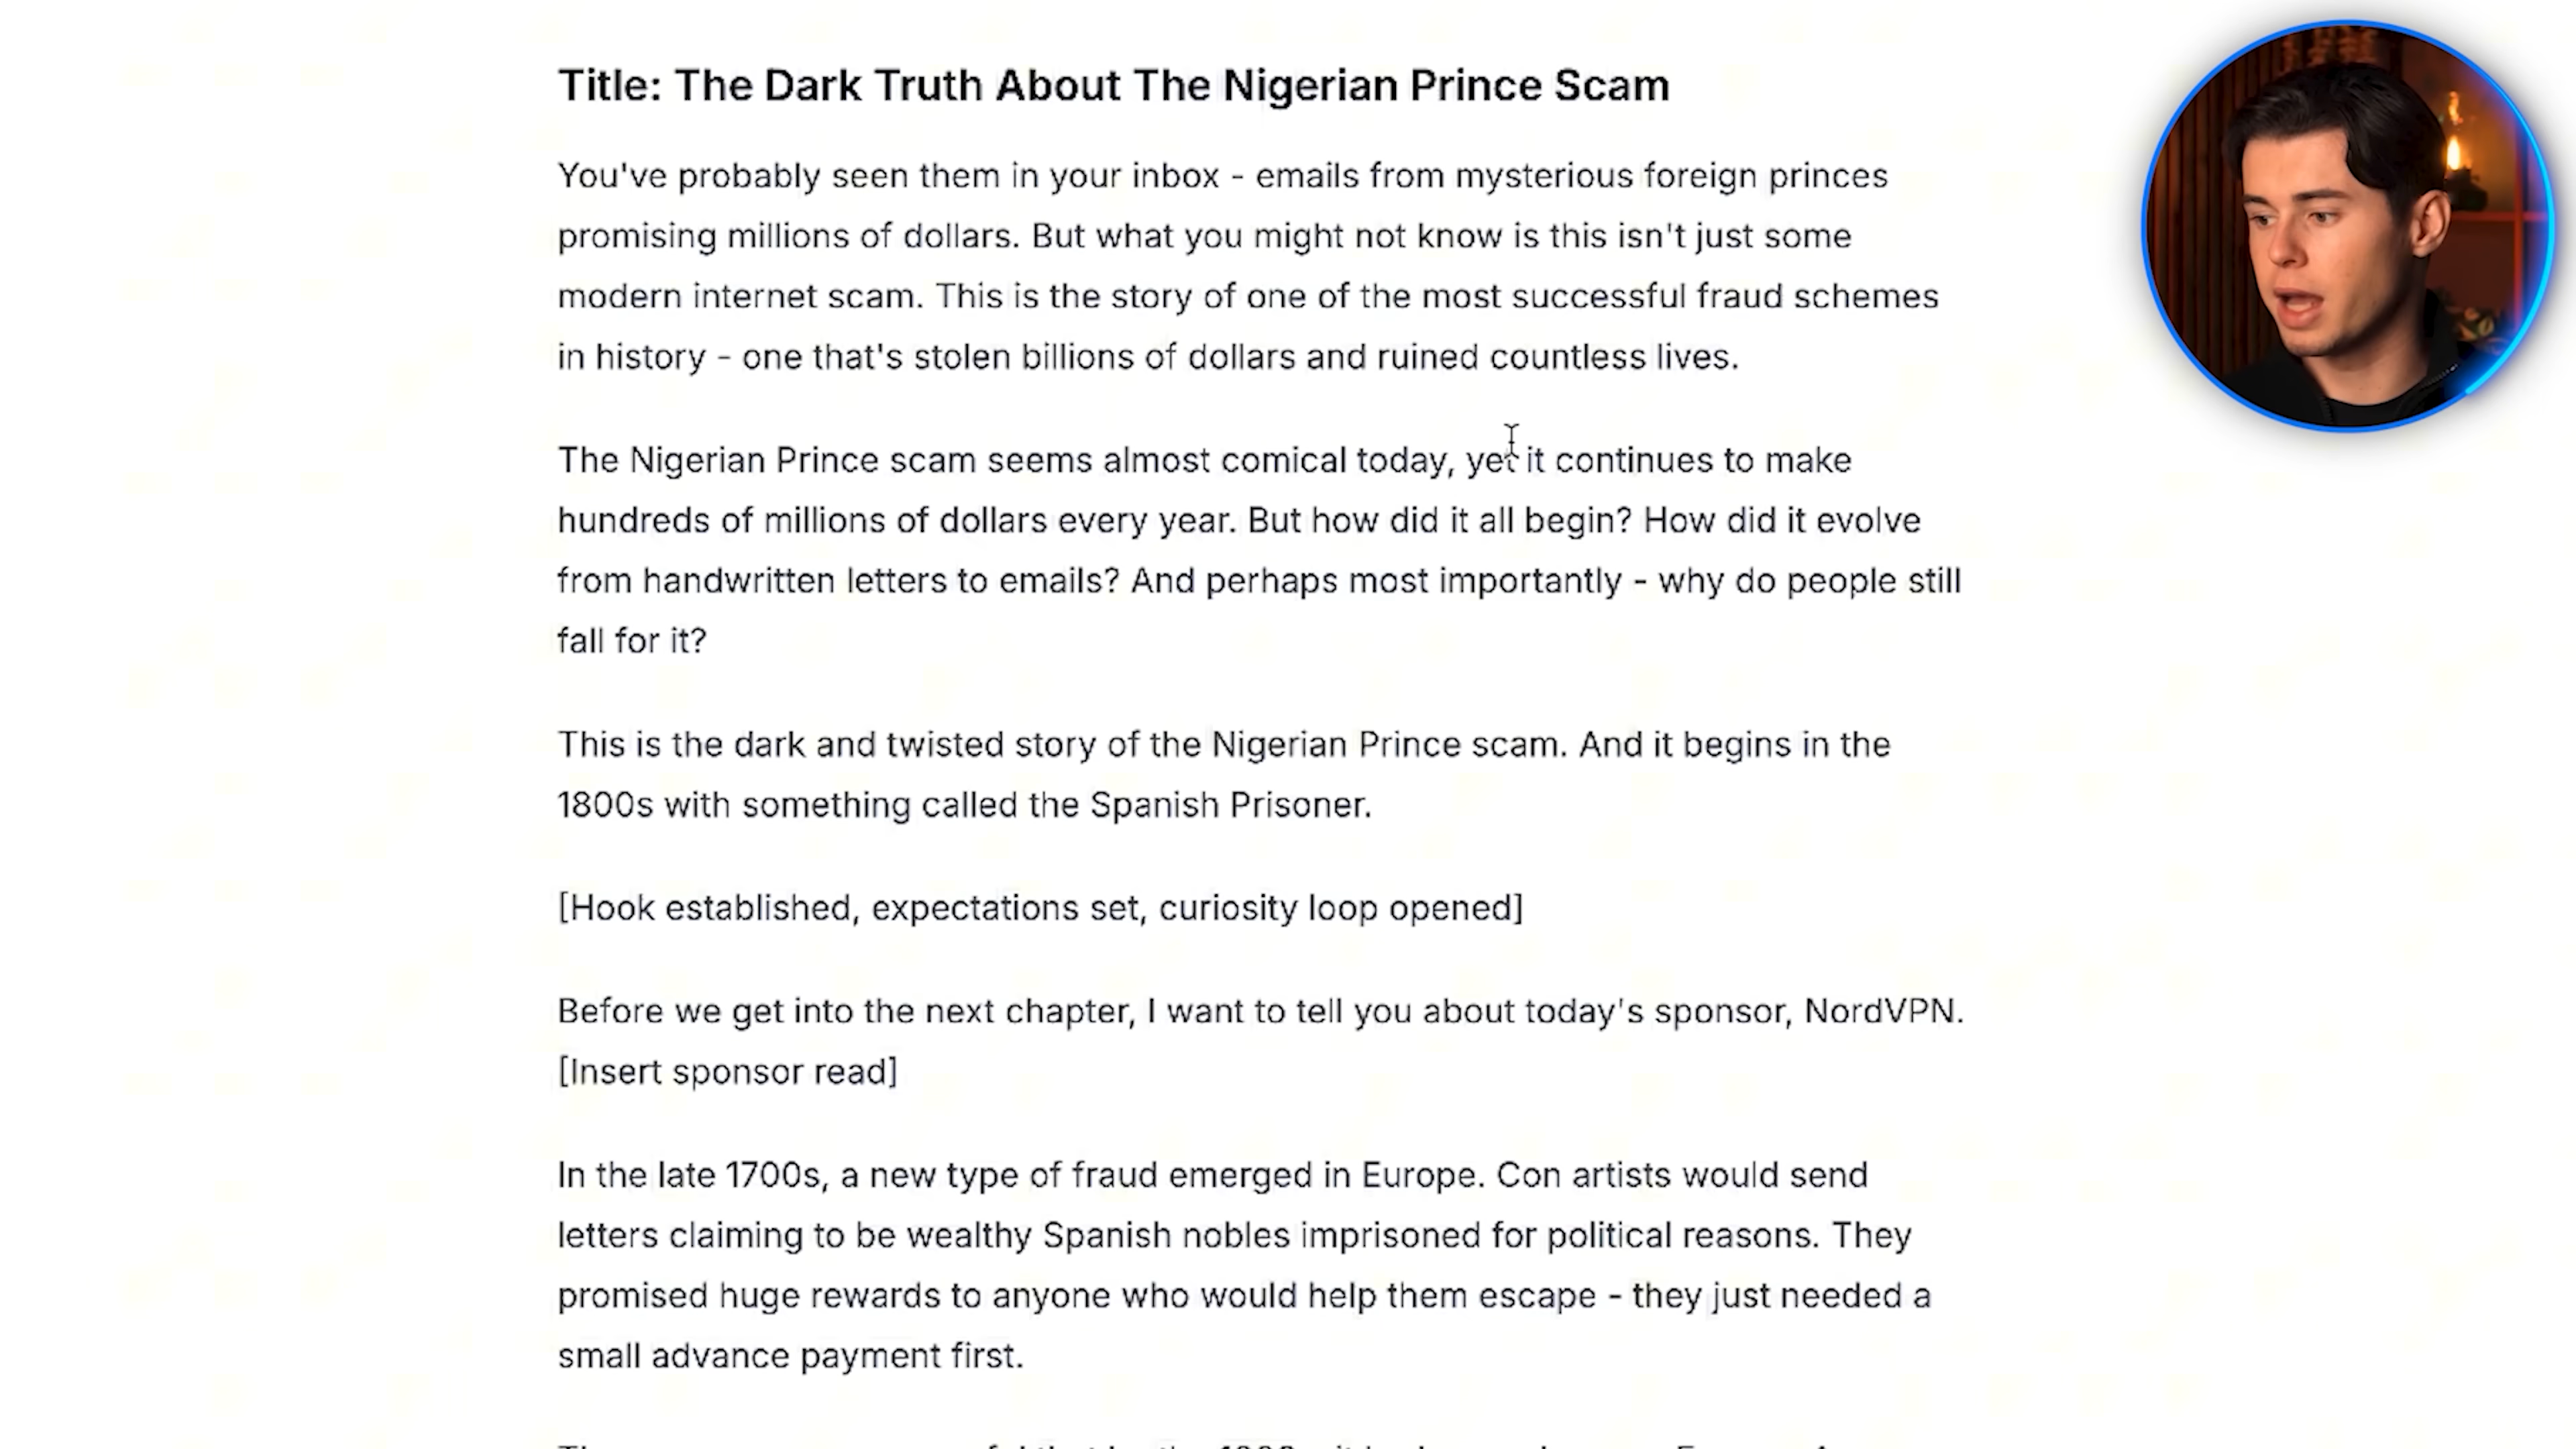 Title: The Dark Truth About The Nigerian Prince Scam
You've probably seen them in your inbox - emails from mysterious foreign princes
promising millions of dollars. But what you might not know is this isn't just some
modern internet scam. This is the story of one of the most successful fraud schemes
in history - one that's stolen billions of dollars and ruined countless lives.
The Nigerian Prince scam seems almost comical today, yet it continues to make
hundreds of millions of dollars every year. But how did it all begin? How did it evolve
from handwritten letters to emails? And perhaps most importantly - why do people still
fall for it?
This is the dark and twisted story of the Nigerian Prince scam. And it begins in the
1800s with something called the Spanish Prisoner.
[Hook established, expectations set, curiosity loop opened]
Before we get into the next chapter, I want to tell you about today's sponsor, NordVPN.
[Insert sponsor read]
In the late 1700s, a new type of fraud emerged in Europe. Con artists would send
letters claiming to be wealthy Spanish nobles imprisoned for political reasons. They
promised huge rewards to anyone who would help them escape - they just needed a
small advance payment first.